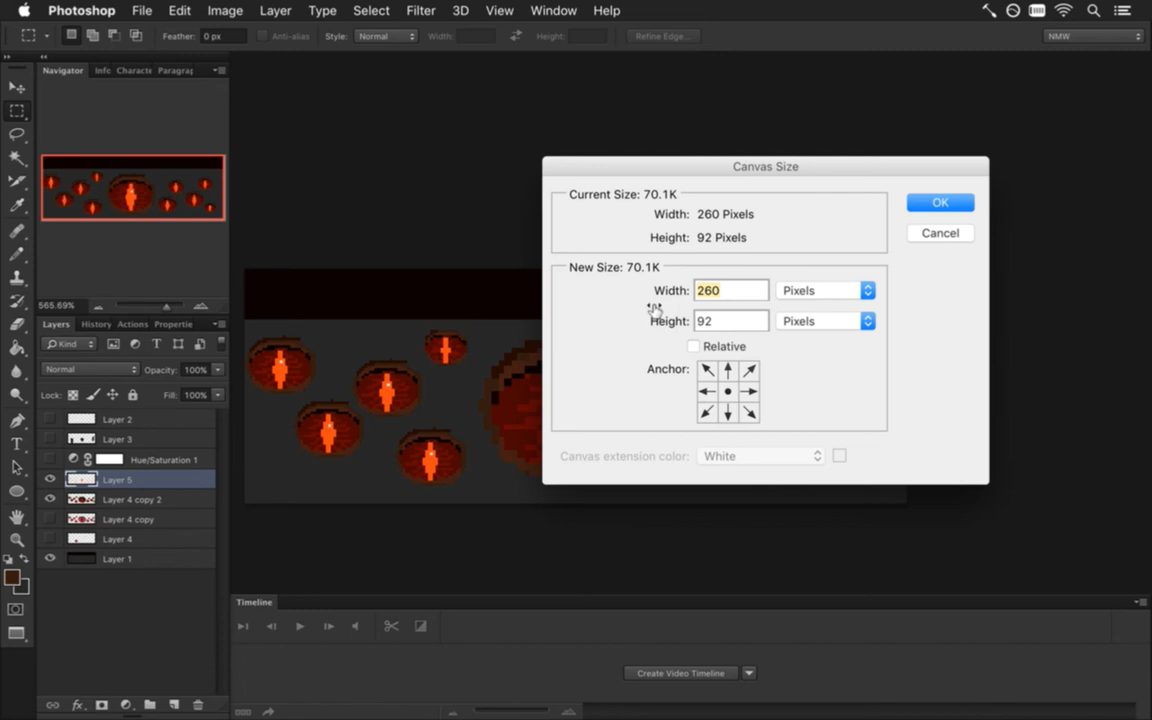 Photoshop File Edit Image Layer Type Select Filter 3D View Window Help
Feather: 0 px Anti-alias Style: Normal Width: Height: Refine Edge... NMW
Navigator Info Characte Paragrap
565.69%
Layers History Actions Propertie
Kind
Normal Opacity: 100%
Lock: Fill: 100%
Layer 2
Layer 3
Hue/Saturation 1
Layer 5
Layer 4 copy 2
Layer 4 copy
Layer 4
Layer 1
fx
Canvas Size
Current Size: 70.1K
Width: 260 Pixels
Height: 92 Pixels
OK
Cancel
New Size: 70.1K
Width: 260 Pixels
Height: 92 Pixels
Relative
Anchor:
Canvas extension color: White
Timeline
Create Video Timeline